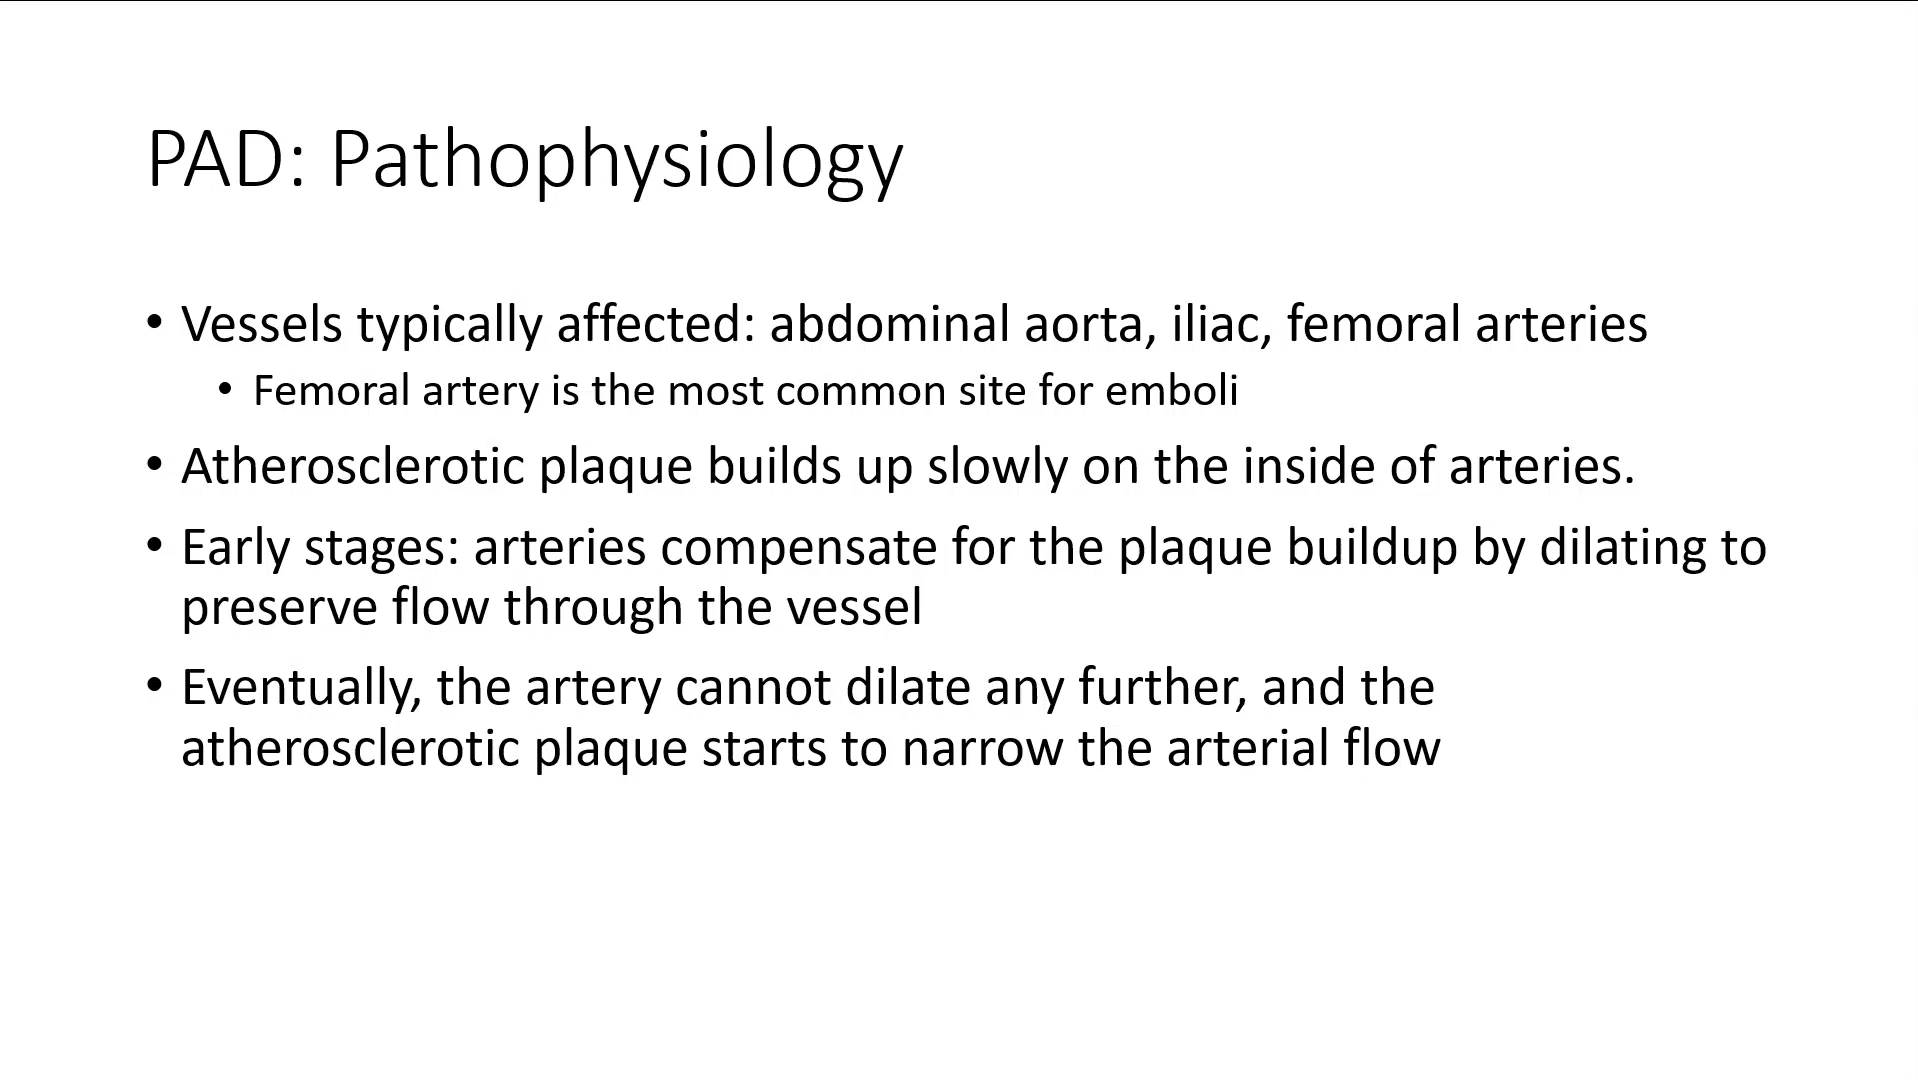 PAD: Pathophysiology
• Vessels typically affected: abdominal aorta, iliac, femoral arteries
• Femoral artery is the most common site for emboli
• Atherosclerotic plaque builds up slowly on the inside of arteries.
• Early stages: arteries compensate for the plaque buildup by dilating to
preserve flow through the vessel
• Eventually, the artery cannot dilate any further, and the
atherosclerotic plaque starts to narrow the arterial flow